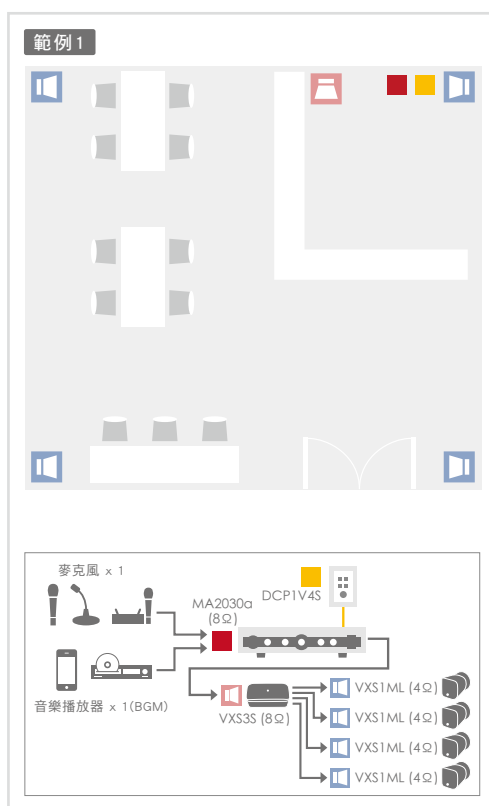 範例1
麥克風 x 1
DCP1V4S
MA2030a
(8Ω)
音樂播放器 x 1(BGM)
VXS3S (8Ω)
VXS1ML (4Ω)
VXS1ML (4Ω)
VXS1ML (4Ω)
VXS1ML (4Ω)